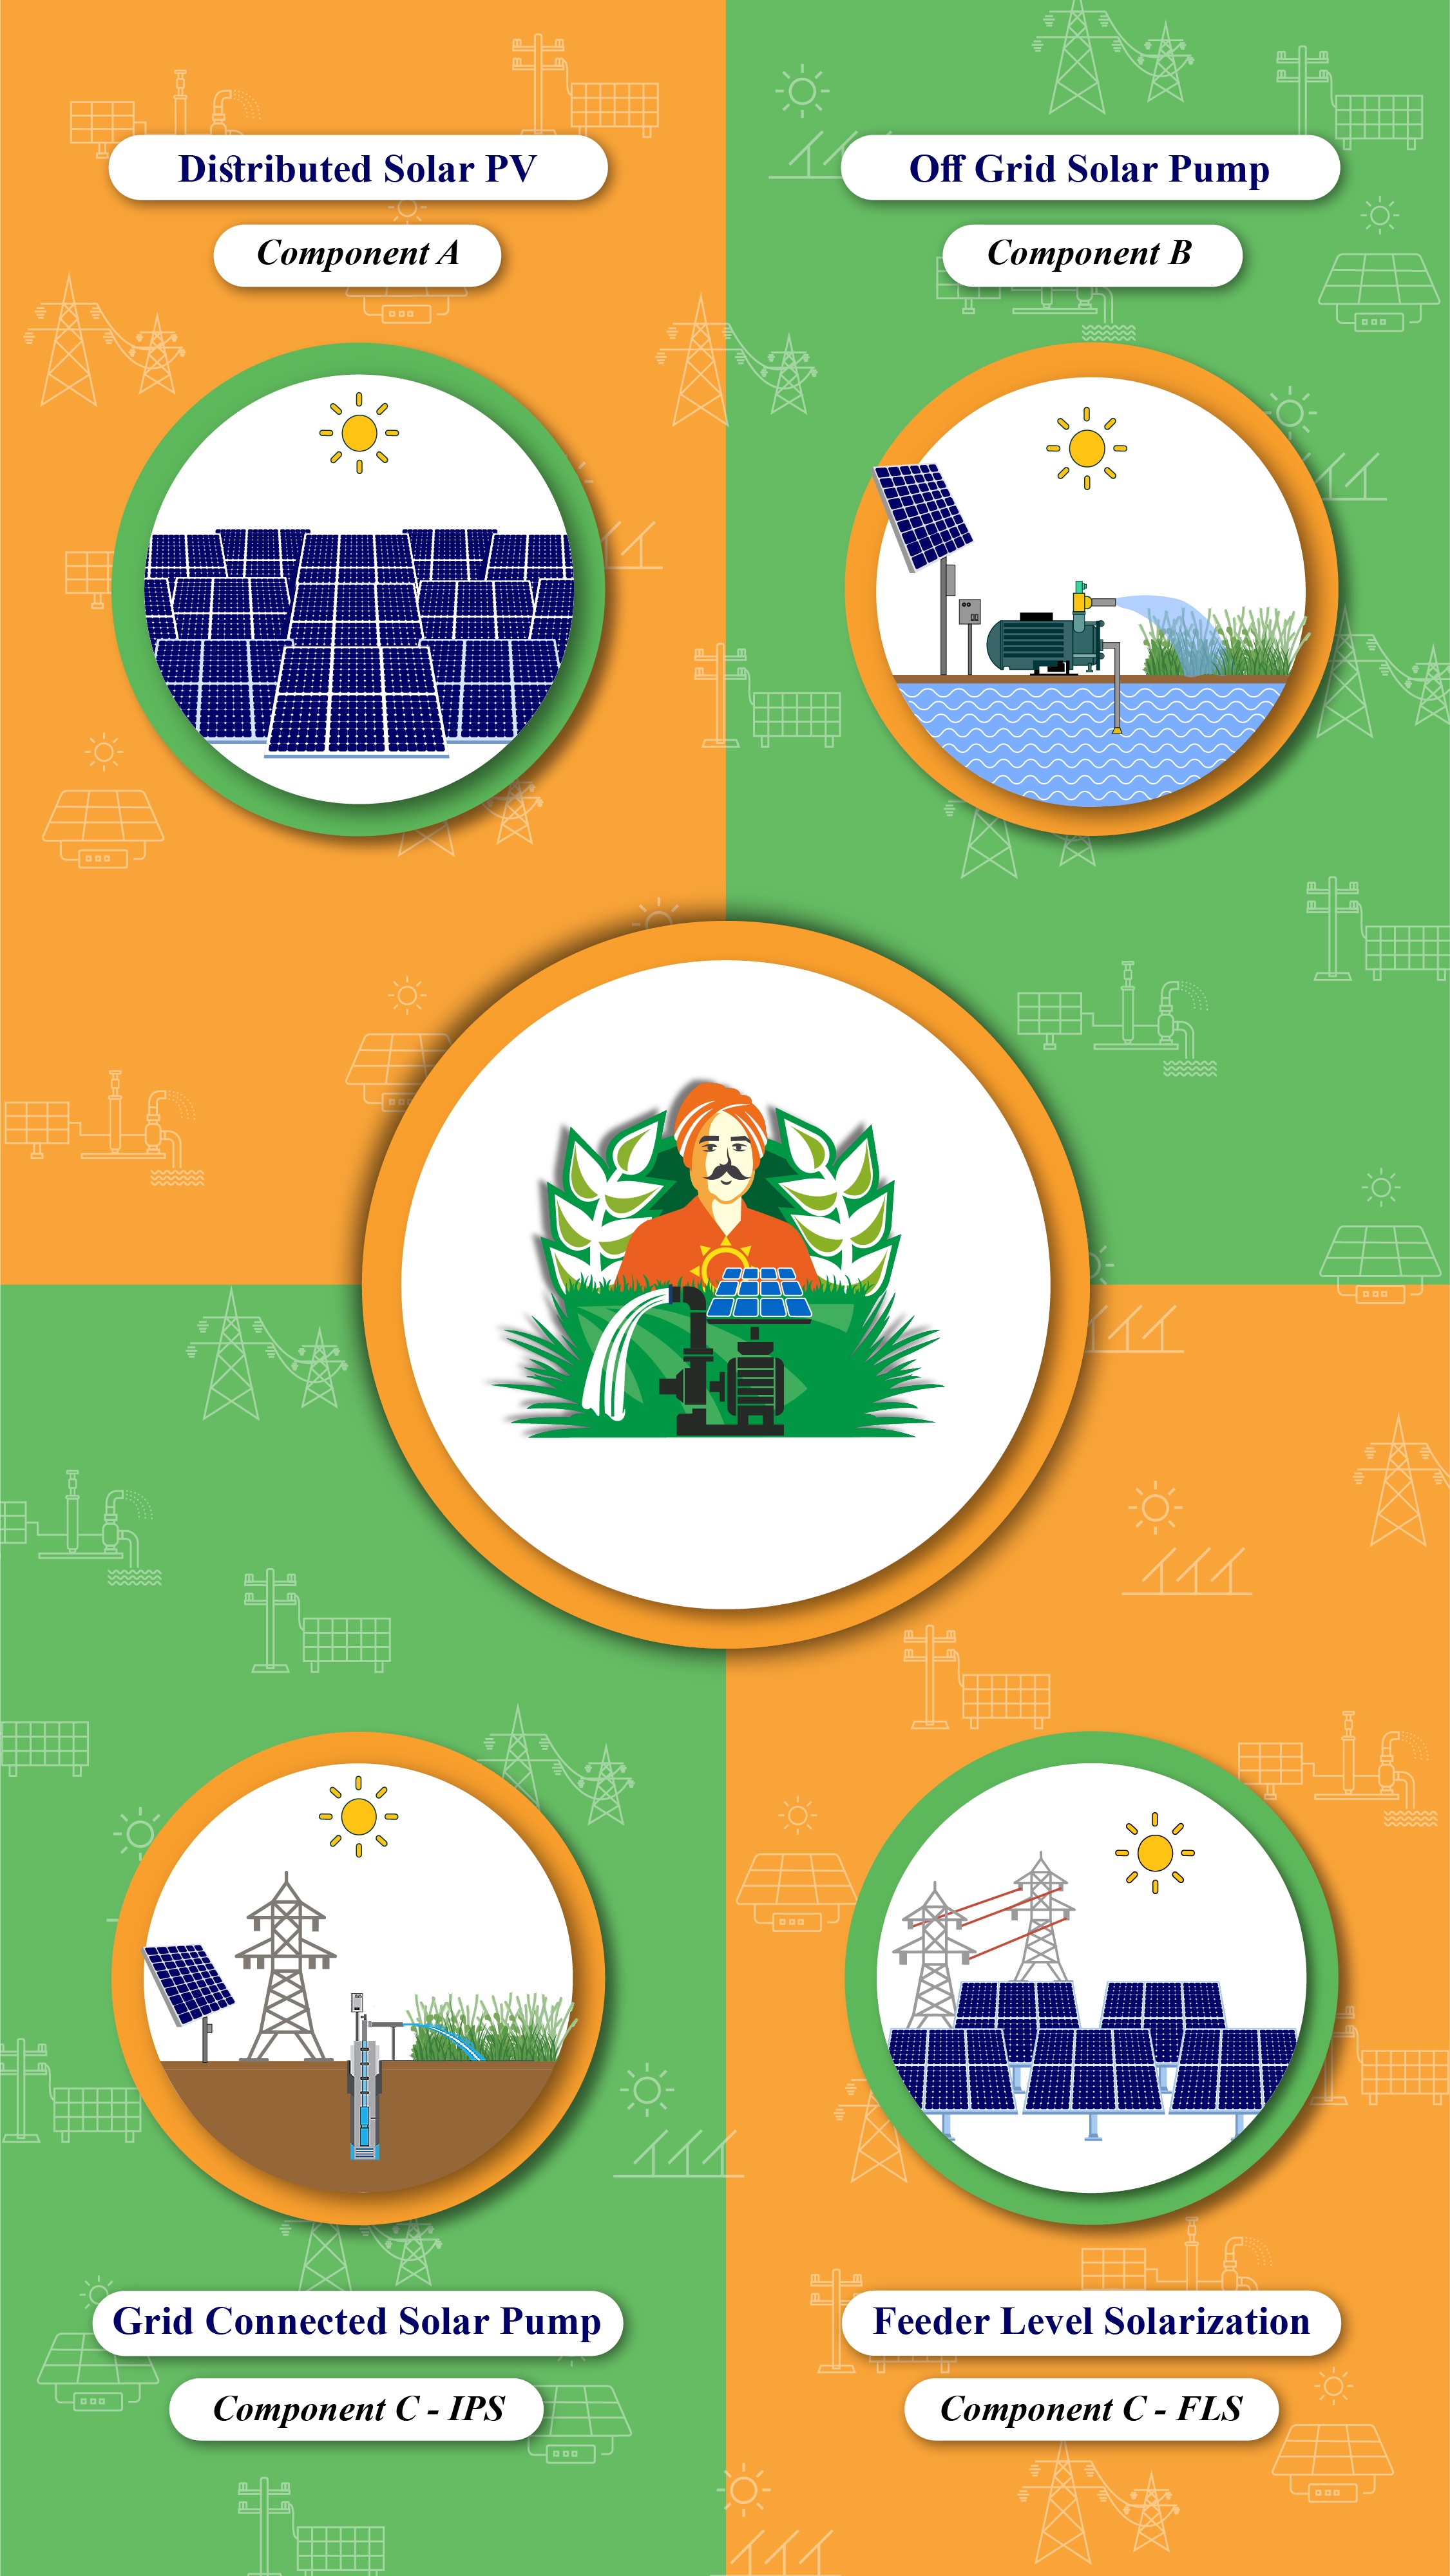 Distributed Solar PV
Component A
Off Grid Solar Pump
Component B
Grid Connected Solar Pump
Component C - IPS
Feeder Level Solarization
Component C - FLS